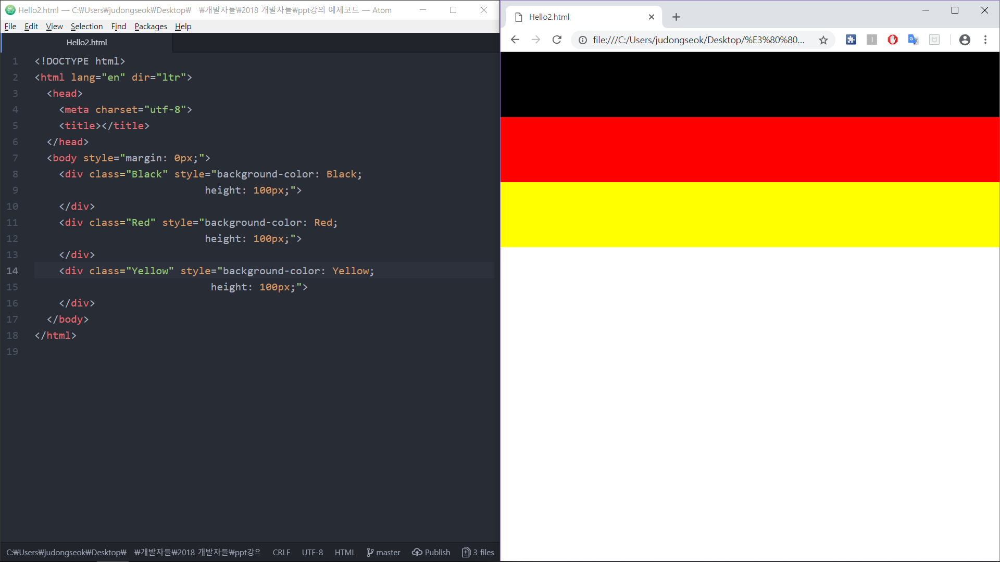 Hello2.html — C:₩Users₩judongseok₩Desktop₩　₩개발자들₩2018 개발자들₩ppt강의 예제코드 — Atom
File Edit View Selection Find Packages Help
Hello2.html
1 <!DOCTYPE html>
2 <html lang="en" dir="ltr">
3 <head>
4 <meta charset="utf-8">
5 <title></title>
6 </head>
7 <body style="margin: 0px;">
8 <div class="Black" style="background-color: Black;
9 height: 100px;">
10 </div>
11 <div class="Red" style="background-color: Red;
12 height: 100px;">
13 </div>
14 <div class="Yellow" style="background-color: Yellow;
15 height: 100px;">
16 </div>
17 </body>
18 </html>
19
C:₩Users₩judongseok₩Desktop₩　₩개발자들₩2018 개발자들₩ppt강으 CRLF UTF-8 HTML master Publish 3 files
Hello2.html
file:///C:/Users/judongseok/Desktop/%E3%80%80...